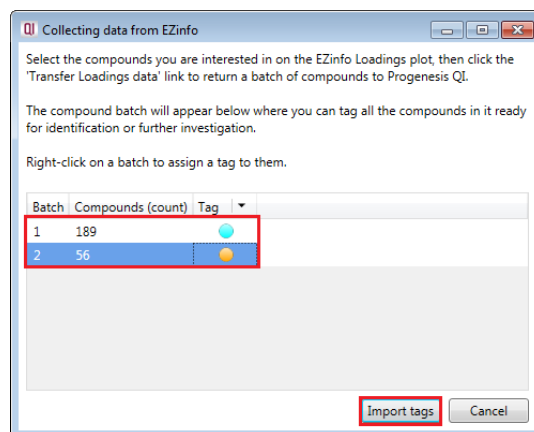 QI Collecting data from EZinfo
Select the compounds you are interested in on the EZinfo Loadings plot, then click the
'Transfer Loadings data' link to return a batch of compounds to Progenesis QI.
The compound batch will appear below where you can tag all the compounds in it ready
for identification or further investigation.
Right-click on a batch to assign a tag to them.
Batch Compounds (count) Tag
1 189
2 56
Import tags Cancel